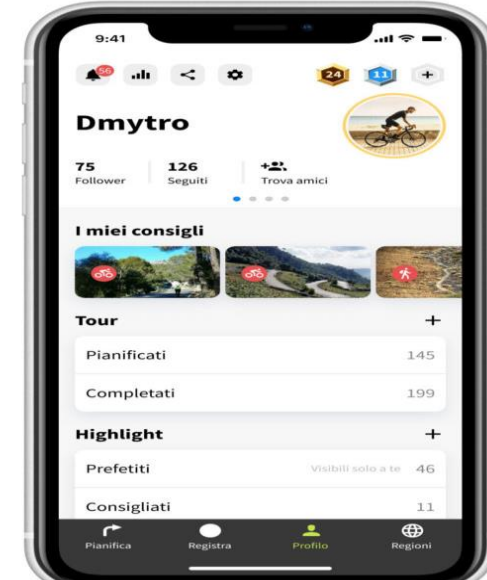 9:41
56
24 11 +
Dmytro
75 126
Follower Seguiti Trova amici
I miei consigli
Tour +
Pianificati 145
Completati 199
Highlight +
Prefetiti Visibili solo a te 46
Consigliati 11
Pianifica Registra Profilo Regioni